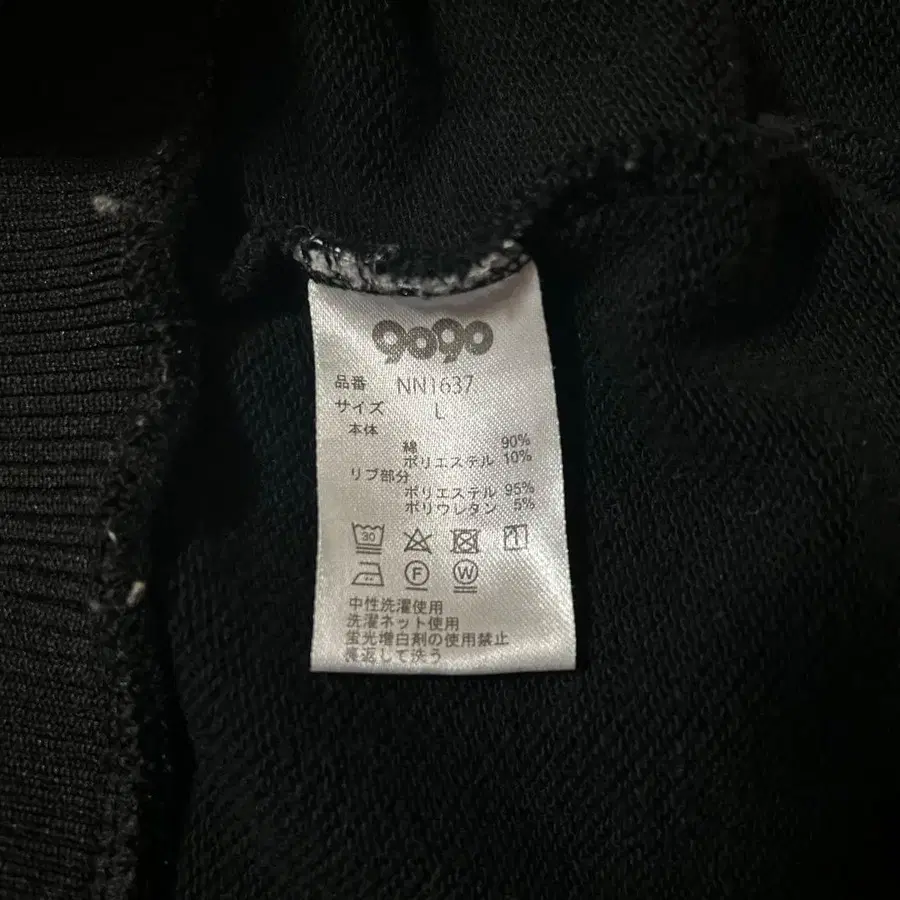 9090
品番 NN1637
サイズ L
本体
綿 90%
ポリエステル 10%
リブ部分
ポリエステル 95%
ポリウレタン 5%
30
F W
中性洗濯使用
洗濯ネット使用
蛍光増白剤の使用禁止
裏返して洗う